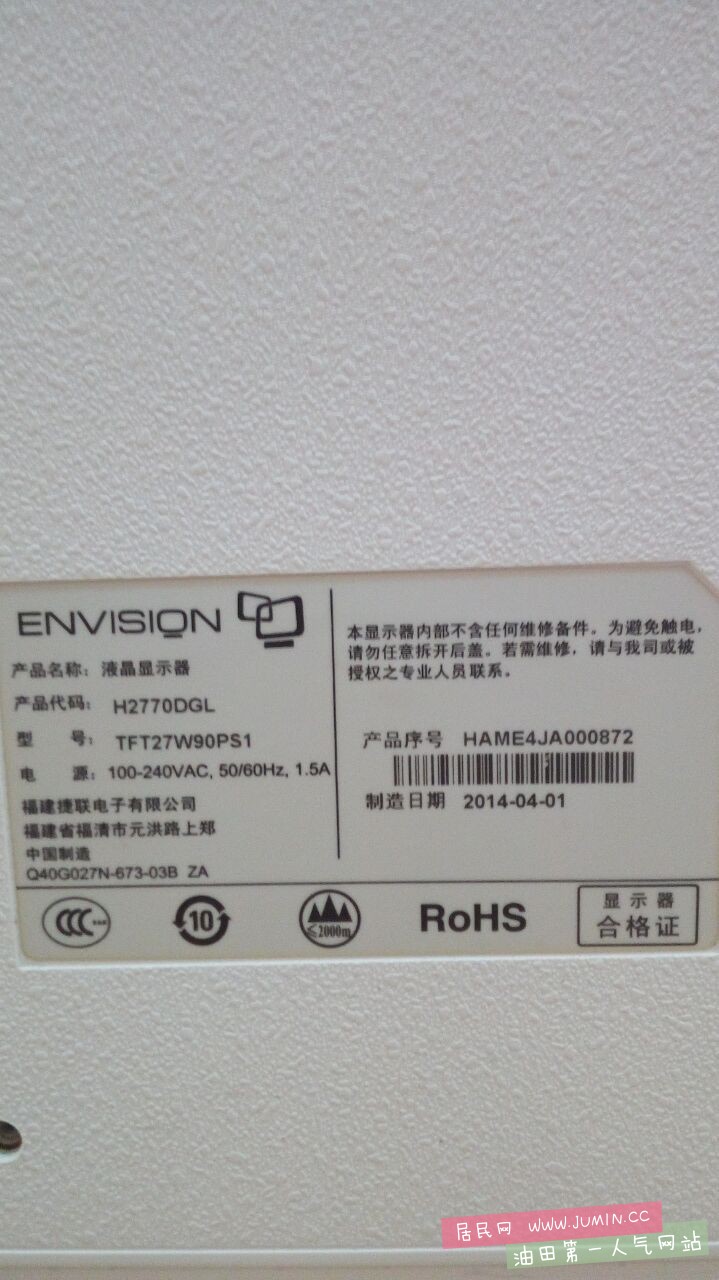 ENVISION
产品名称：液晶显示器
产品代码：H2770DGL
型 号：TFT27W90PS1
电 源：100-240VAC, 50/60Hz, 1.5A
福建捷联电子有限公司
福建省福清市元洪路上郑
中国制造
Q40G027N-673-03B ZA
本显示器内部不含任何维修备件。为避免触电，
请勿任意拆开后盖。若需维修，请与我司或被
授权之专业人员联系。
产品序号 HAME4JA000872
制造日期 2014-04-01
CCC
10
≤2000m
RoHS
显示器
合格证
居民网 WWW.JUMIN.CC
油田第一人气网站